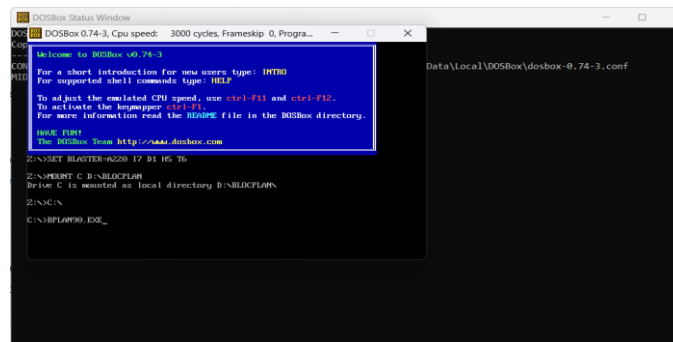 DOSBox Status Window
DOSBox 0.74-3, Cpu speed: 3000 cycles, Frameskip 0, Progra...
DOS
Cop
---
CON
Data\Local\DOSBox\dosbox-0.74-3.conf
MID
Welcome to DOSBox v0.74-3
For a short introduction for new users type: INTRO
For supported shell commands type: HELP
To adjust the emulated CPU speed, use ctrl-F11 and ctrl-F12.
To activate the keymapper ctrl-F1.
For more information read the README file in the DOSBox directory.
HAVE FUN!
The DOSBox Team http://www.dosbox.com
Z:\>SET BLASTER=A220 I7 D1 H5 T6
Z:\>MOUNT C D:\BLOCPLAN
Drive C is mounted as local directory D:\BLOCPLAN\
Z:\>C:\
C:\>BPLAN90.EXE_